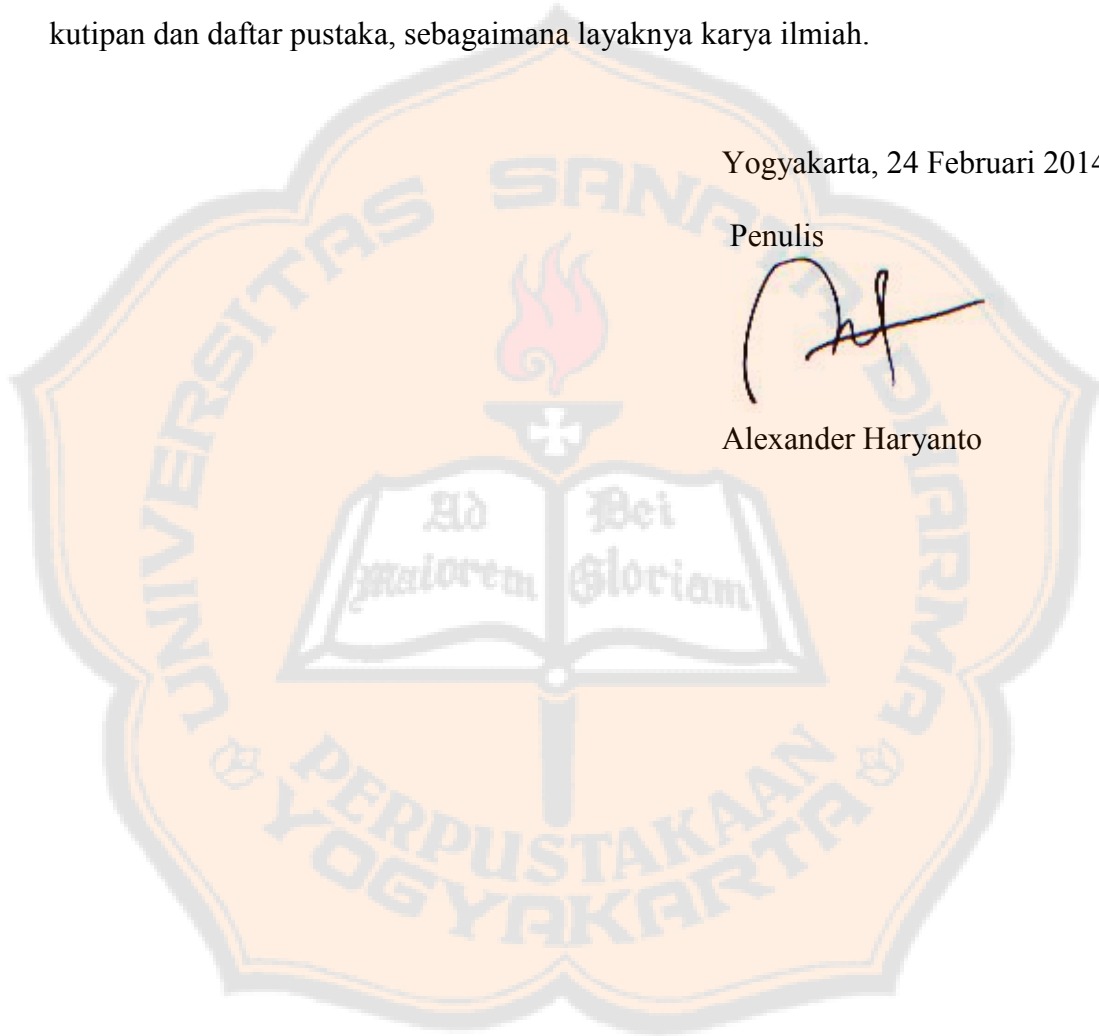 kutipan dan daftar pustaka, sebagaimana layaknya karya ilmiah.
Yogyakarta, 24 Februari 2014
Penulis
Alexander Haryanto
UNIVERSITAS SANATA DHARMA
Ad
Maiorem
Dei
Gloriam
PERPUSTAKAAN
YOGYAKARTA